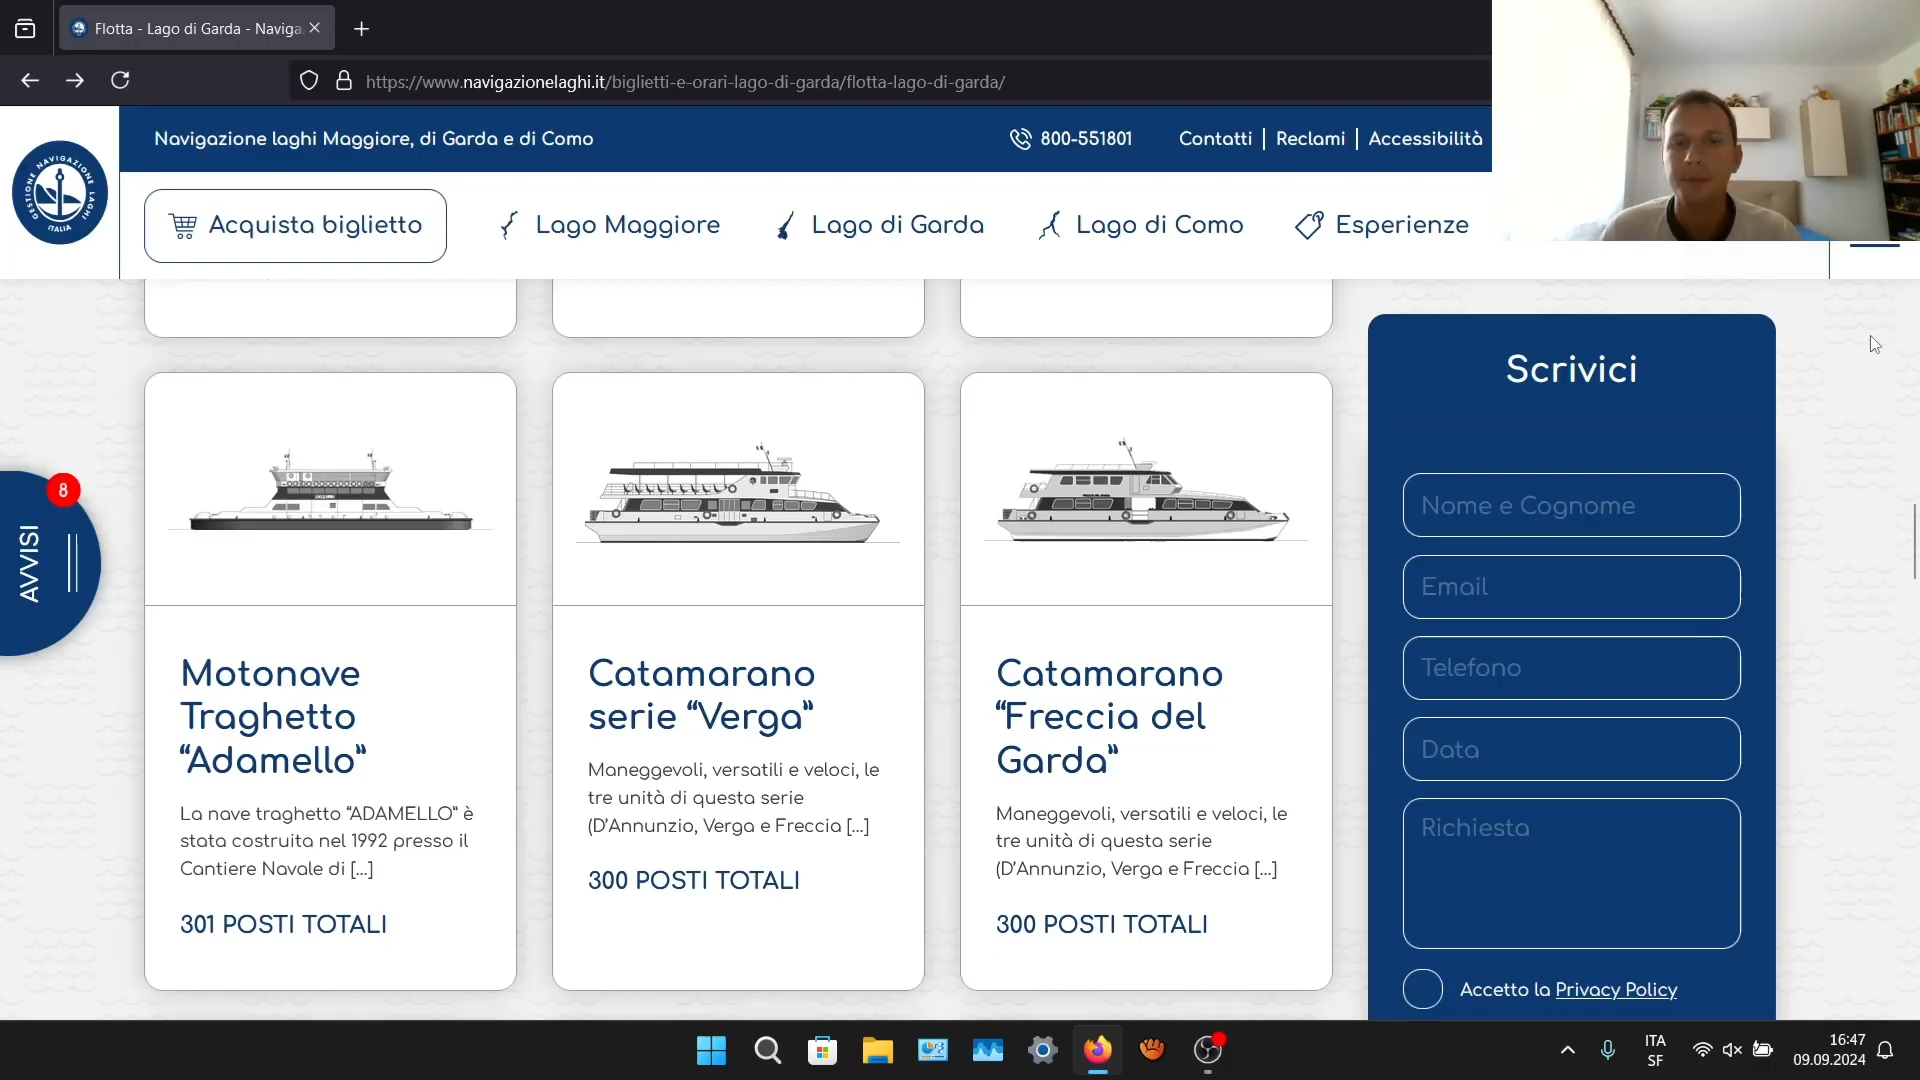 Flotta - Lago di Garda - Naviga
https://www.navigazionelaghi.it/biglietti-e-orari-lago-di-garda/flotta-lago-di-garda/
GESTIONE NAVIGAZIONE LAGHI
ITALIA
Navigazione laghi Maggiore, di Garda e di Como
800-551801
Contatti | Reclami | Accessibilità
Acquista biglietto
Lago Maggiore
Lago di Garda
Lago di Como
Esperienze
8
AVVISI
Motonave
Traghetto
“Adamello”
La nave traghetto “ADAMELLO” è
stata costruita nel 1992 presso il
Cantiere Navale di [...]
301 POSTI TOTALI
Catamarano
serie “Verga”
Maneggevoli, versatili e veloci, le
tre unità di questa serie
(D’Annunzio, Verga e Freccia [...]
300 POSTI TOTALI
Catamarano
“Freccia del
Garda”
Maneggevoli, versatili e veloci, le
tre unità di questa serie
(D’Annunzio, Verga e Freccia [...]
300 POSTI TOTALI
Scrivici
Nome e Cognome
Email
Telefono
Data
Richiesta
Accetto la Privacy Policy
ITA
SF
16:47
09.09.2024